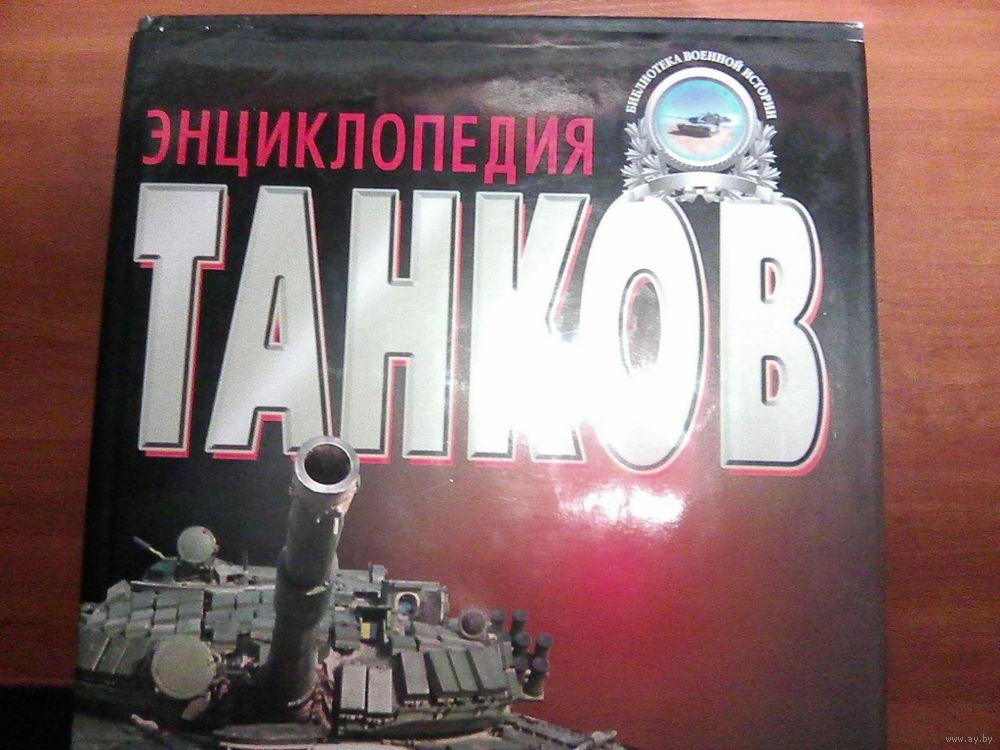 БИБЛИОТЕКА ВОЕННОЙ ИСТОРИИ
ЭНЦИКЛОПЕДИЯ
ТАНКОВ
www.ay.by